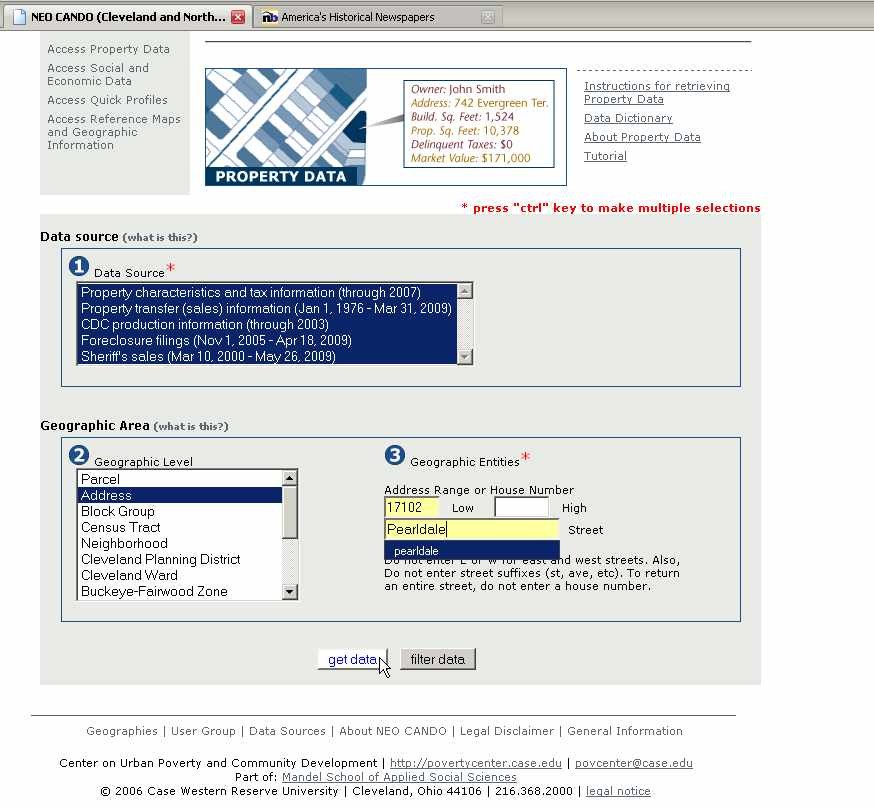 NEO CANDO (Cleveland and North...
America's Historical Newspapers
Access Property Data
Access Social and
Economic Data
Access Quick Profiles
Access Reference Maps
and Geographic
Information
Owner: John Smith
Address: 742 Evergreen Ter.
Build. Sq. Feet: 1,524
Prop. Sq. Feet: 10,378
Delinquent Taxes: $0
Market Value: $171,000
PROPERTY DATA
Instructions for retrieving
Property Data
Data Dictionary
About Property Data
Tutorial
* press "ctrl" key to make multiple selections
Data source (what is this?)
1 Data Source*
Property characteristics and tax information (through 2007)
Property transfer (sales) information (Jan 1, 1976 - Mar 31, 2009)
CDC production information (through 2003)
Foreclosure filings (Nov 1, 2005 - Apr 18, 2009)
Sheriff's sales (Mar 10, 2000 - May 26, 2009)
Geographic Area (what is this?)
2 Geographic Level
Parcel
Address
Block Group
Census Tract
Neighborhood
Cleveland Planning District
Cleveland Ward
Buckeye-Fairwood Zone
3 Geographic Entities*
Address Range or House Number
17102 Low High
Pearldale Street
pearldale
Do not enter E or W for east and west streets. Also,
Do not enter street suffixes (st, ave, etc). To return
an entire street, do not enter a house number.
get data filter data
Geographies | User Group | Data Sources | About NEO CANDO | Legal Disclaimer | General Information
Center on Urban Poverty and Community Development | http://povertycenter.case.edu | povcenter@case.edu
Part of: Mandel School of Applied Social Sciences
© 2006 Case Western Reserve University | Cleveland, Ohio 44106 | 216.368.2000 | legal notice